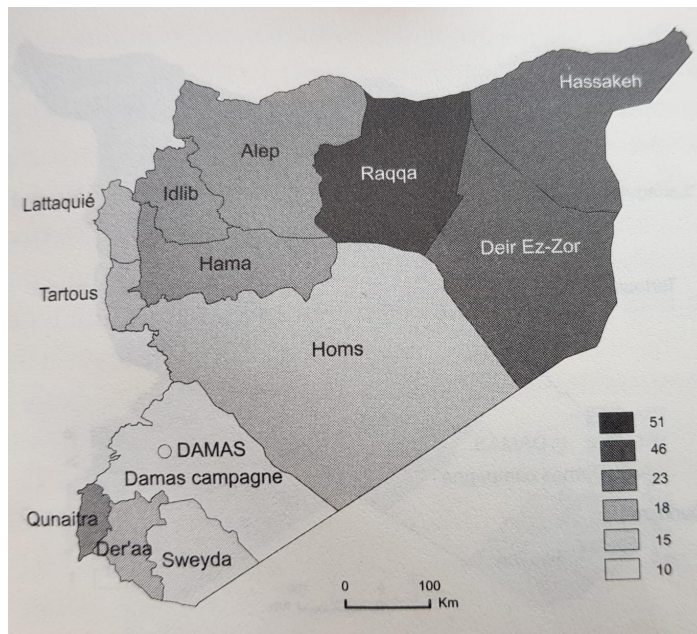 Hassakeh
Alep
Raqqa
Idlib
Lattaquié
Deir Ez-Zor
Hama
Tartous
Homs
DAMAS
Damas campagne
Qunaitra
Der'aa
Sweyda
51
46
23
18
15
10
0 100
Km